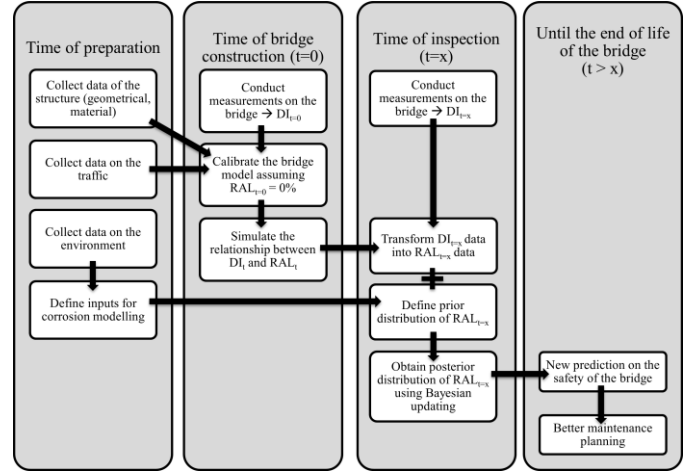 Time of preparation
Collect data of the
structure (geometrical,
material)
Collect data on the
traffic
Collect data on the
environment
Define inputs for
corrosion modelling
Time of bridge
construction (t=0)
Conduct
measurements on the
bridge → DIₜ₌₀
Calibrate the bridge
model assuming
RALₜ₌₀ = 0%
Simulate the
relationship between
DIₜ and RALₜ
Time of inspection
(t=x)
Conduct
measurements on the
bridge → DIₜ₌ₓ
Transform DIₜ₌ₓ data
into RALₜ₌ₓ data
Define prior
distribution of RALₜ₌ₓ
Obtain posterior
distribution of RALₜ₌ₓ
using Bayesian
updating
Until the end of life
of the bridge
(t > x)
New prediction on the
safety of the bridge
Better maintenance
planning